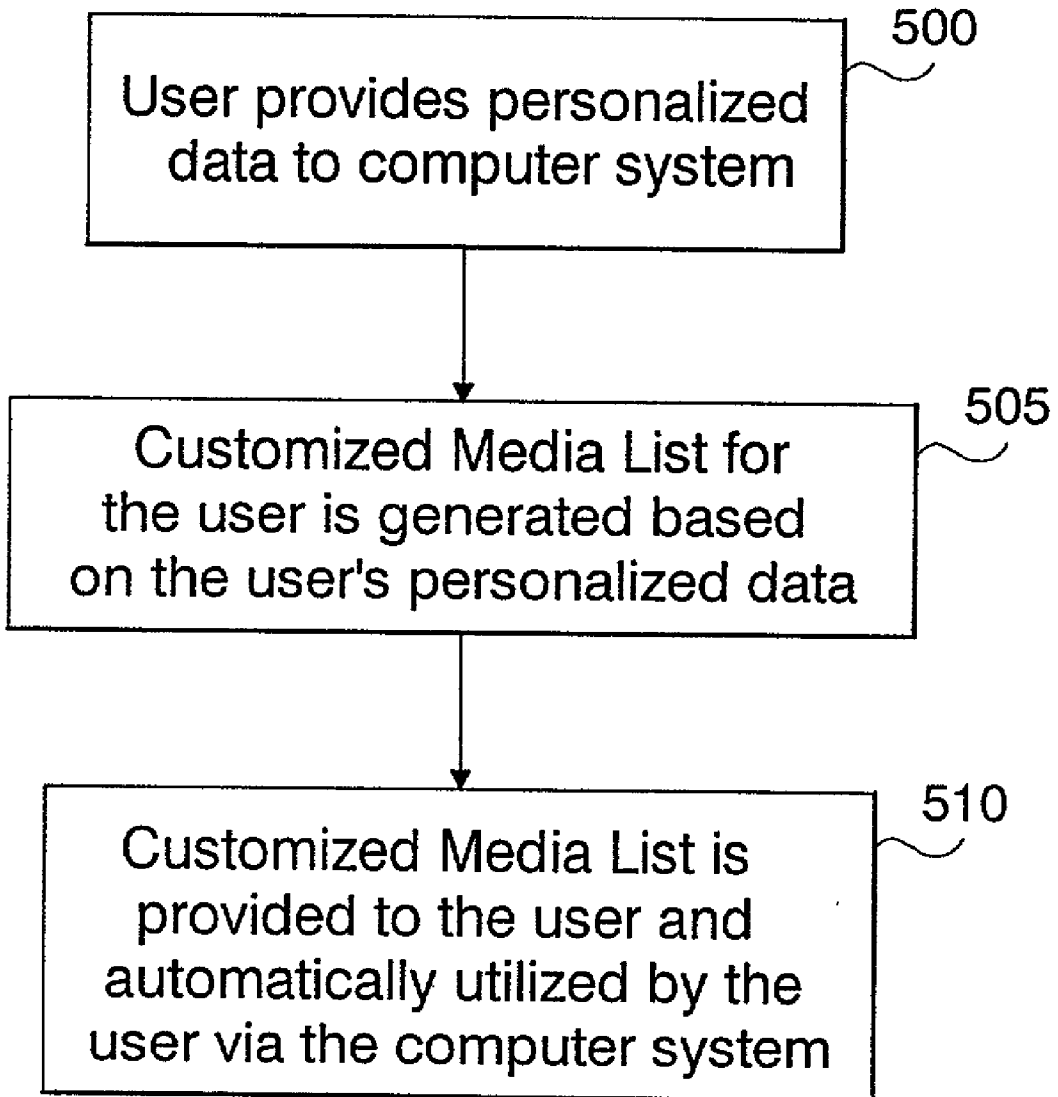 500
User provides personalized
data to computer system
505
Customized Media List for
the user is generated based
on the user's personalized data
510
Customized Media List is
provided to the user and
automatically utilized by the
user via the computer system